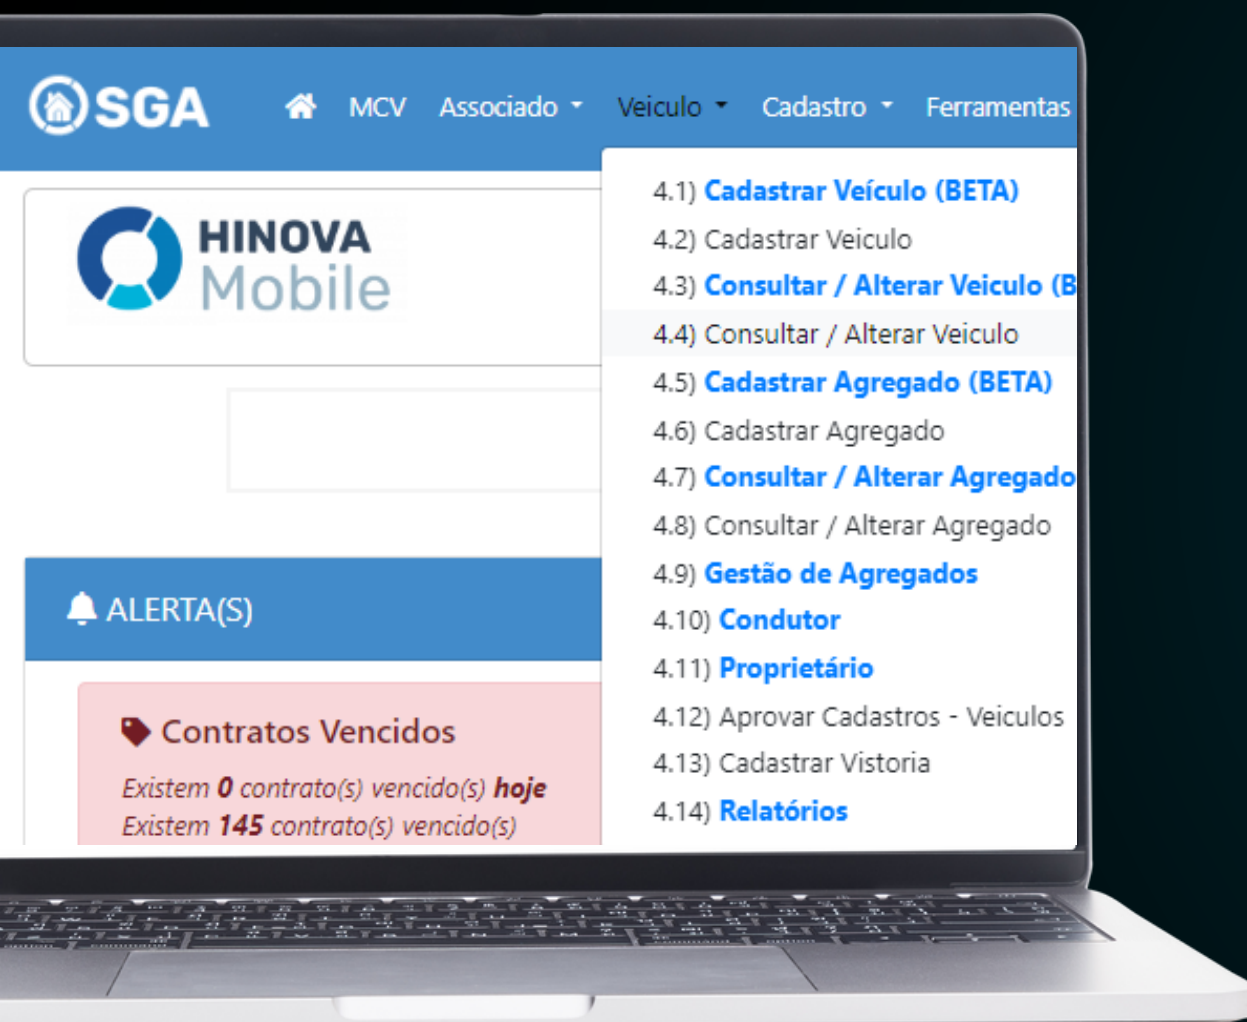 SGA
MCV
Associado
Veiculo
Cadastro
Ferramentas
HINOVA
Mobile
4.1) Cadastrar Veículo (BETA)
4.2) Cadastrar Veiculo
4.3) Consultar / Alterar Veiculo (B
4.4) Consultar / Alterar Veiculo
4.5) Cadastrar Agregado (BETA)
4.6) Cadastrar Agregado
4.7) Consultar / Alterar Agregado
4.8) Consultar / Alterar Agregado
4.9) Gestão de Agregados
4.10) Condutor
4.11) Proprietário
4.12) Aprovar Cadastros - Veiculos
4.13) Cadastrar Vistoria
4.14) Relatórios
ALERTA(S)
Contratos Vencidos
Existem 0 contrato(s) vencido(s) hoje
Existem 145 contrato(s) vencido(s)